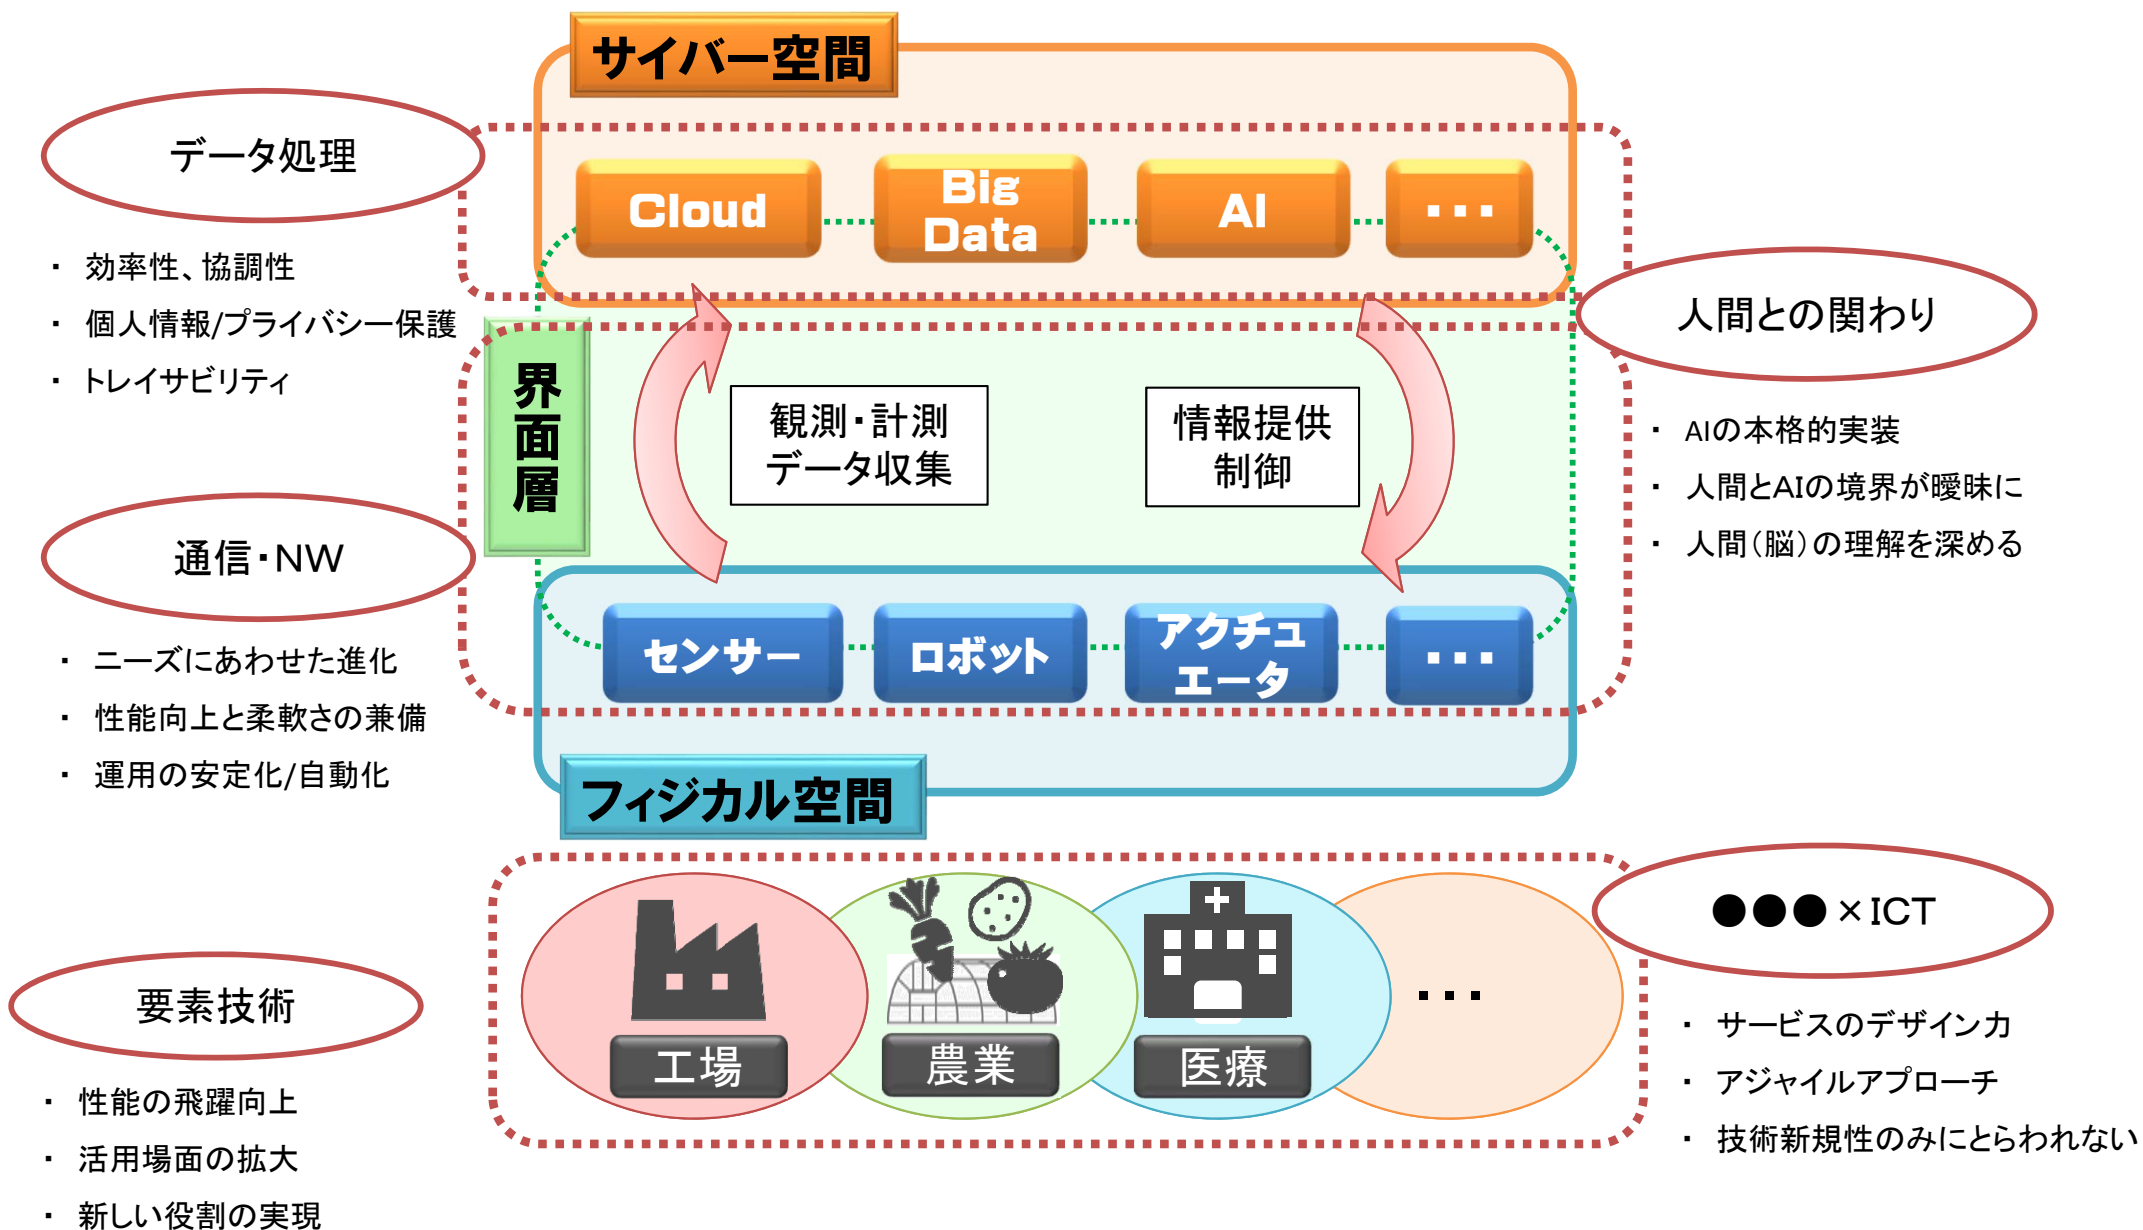 サイバー空間
データ処理
・ 効率性、協調性
・ 個人情報/プライバシー保護
・ トレイサビリティ
Cloud
Big
Data
AI
・・・
人間との関わり
・ AIの本格的実装
・ 人間とAIの境界が曖昧に
・ 人間（脳）の理解を深める
界面層
観測・計測
データ収集
情報提供
制御
通信・NW
・ ニーズにあわせた進化
・ 性能向上と柔軟さの兼備
・ 運用の安定化/自動化
センサー
ロボット
アクチュ
エータ
・・・
フィジカル空間
●●●×ICT
・ サービスのデザイン力
・ アジャイルアプローチ
・ 技術新規性のみにとらわれない
工場
農業
医療
・・・
要素技術
・ 性能の飛躍向上
・ 活用場面の拡大
・ 新しい役割の実現